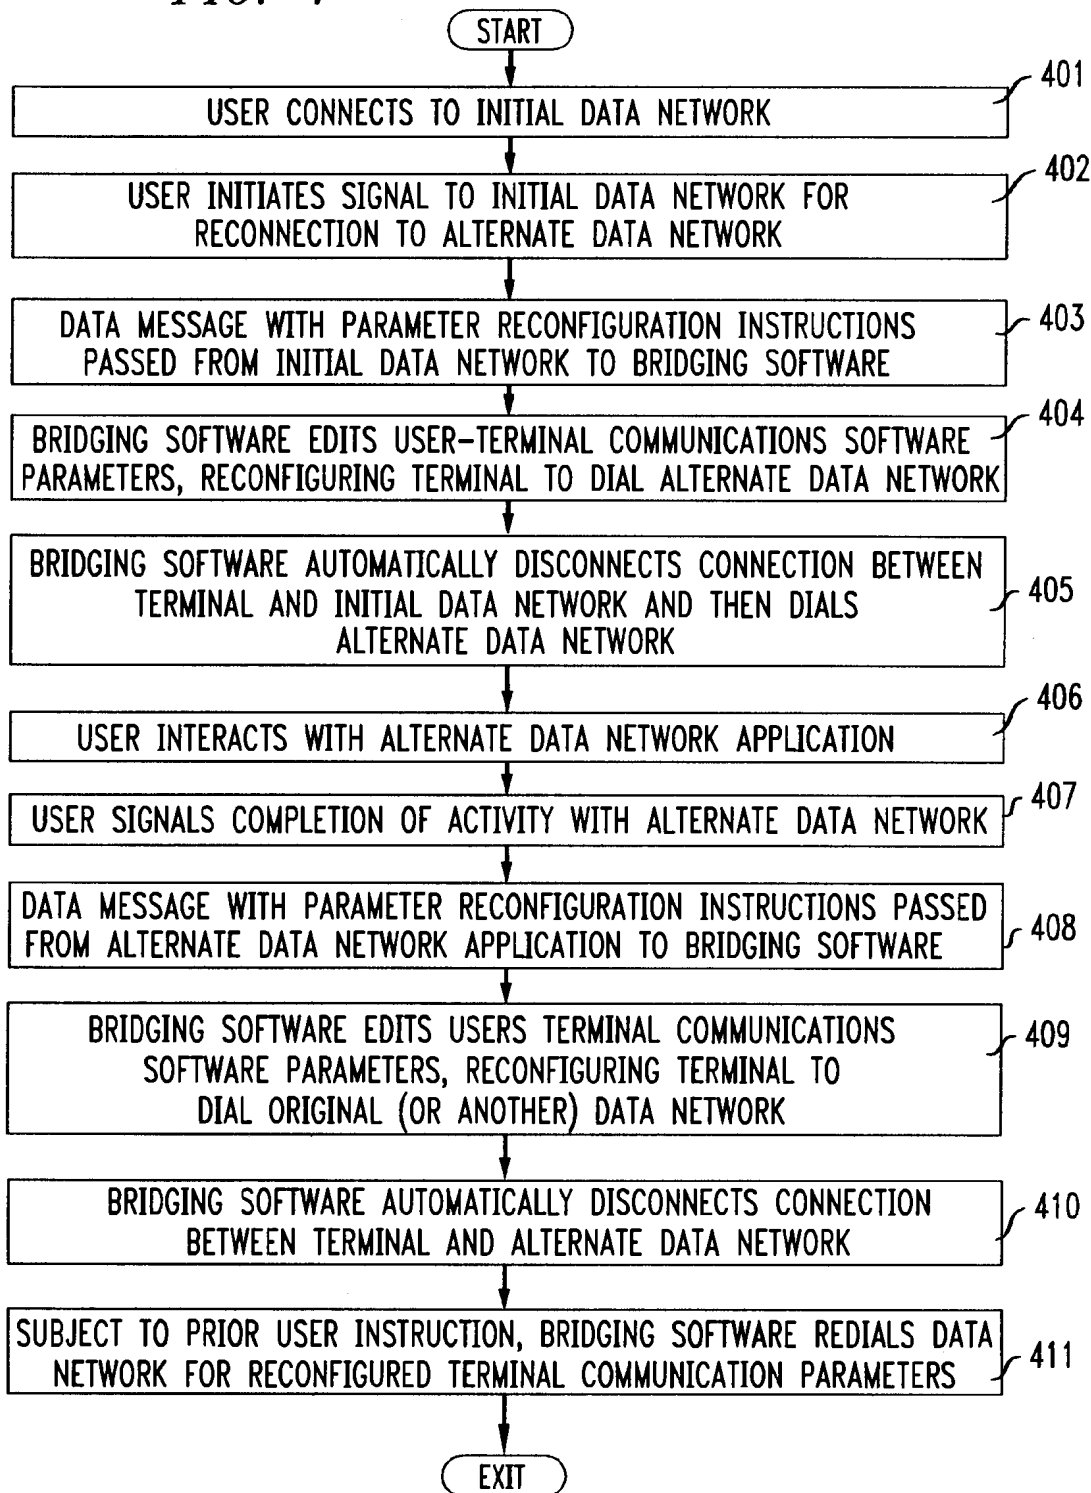 START
401
USER CONNECTS TO INITIAL DATA NETWORK
402
USER INITIATES SIGNAL TO INITIAL DATA NETWORK FOR
RECONNECTION TO ALTERNATE DATA NETWORK
403
DATA MESSAGE WITH PARAMETER RECONFIGURATION INSTRUCTIONS
PASSED FROM INITIAL DATA NETWORK TO BRIDGING SOFTWARE
404
BRIDGING SOFTWARE EDITS USER-TERMINAL COMMUNICATIONS SOFTWARE
PARAMETERS, RECONFIGURING TERMINAL TO DIAL ALTERNATE DATA NETWORK
BRIDGING SOFTWARE AUTOMATICALLY DISCONNECTS CONNECTION BETWEEN
TERMINAL AND INITIAL DATA NETWORK AND THEN DIALS
ALTERNATE DATA NETWORK
405
406
USER INTERACTS WITH ALTERNATE DATA NETWORK APPLICATION
407
USER SIGNALS COMPLETION OF ACTIVITY WITH ALTERNATE DATA NETWORK
DATA MESSAGE WITH PARAMETER RECONFIGURATION INSTRUCTIONS PASSED
FROM ALTERNATE DATA NETWORK APPLICATION TO BRIDGING SOFTWARE
408
BRIDGING SOFTWARE EDITS USERS TERMINAL COMMUNICATIONS
SOFTWARE PARAMETERS, RECONFIGURING TERMINAL TO
DIAL ORIGINAL (OR ANOTHER) DATA NETWORK
409
BRIDGING SOFTWARE AUTOMATICALLY DISCONNECTS CONNECTION
BETWEEN TERMINAL AND ALTERNATE DATA NETWORK
410
SUBJECT TO PRIOR USER INSTRUCTION, BRIDGING SOFTWARE REDIALS DATA
NETWORK FOR RECONFIGURED TERMINAL COMMUNICATION PARAMETERS
411
EXIT